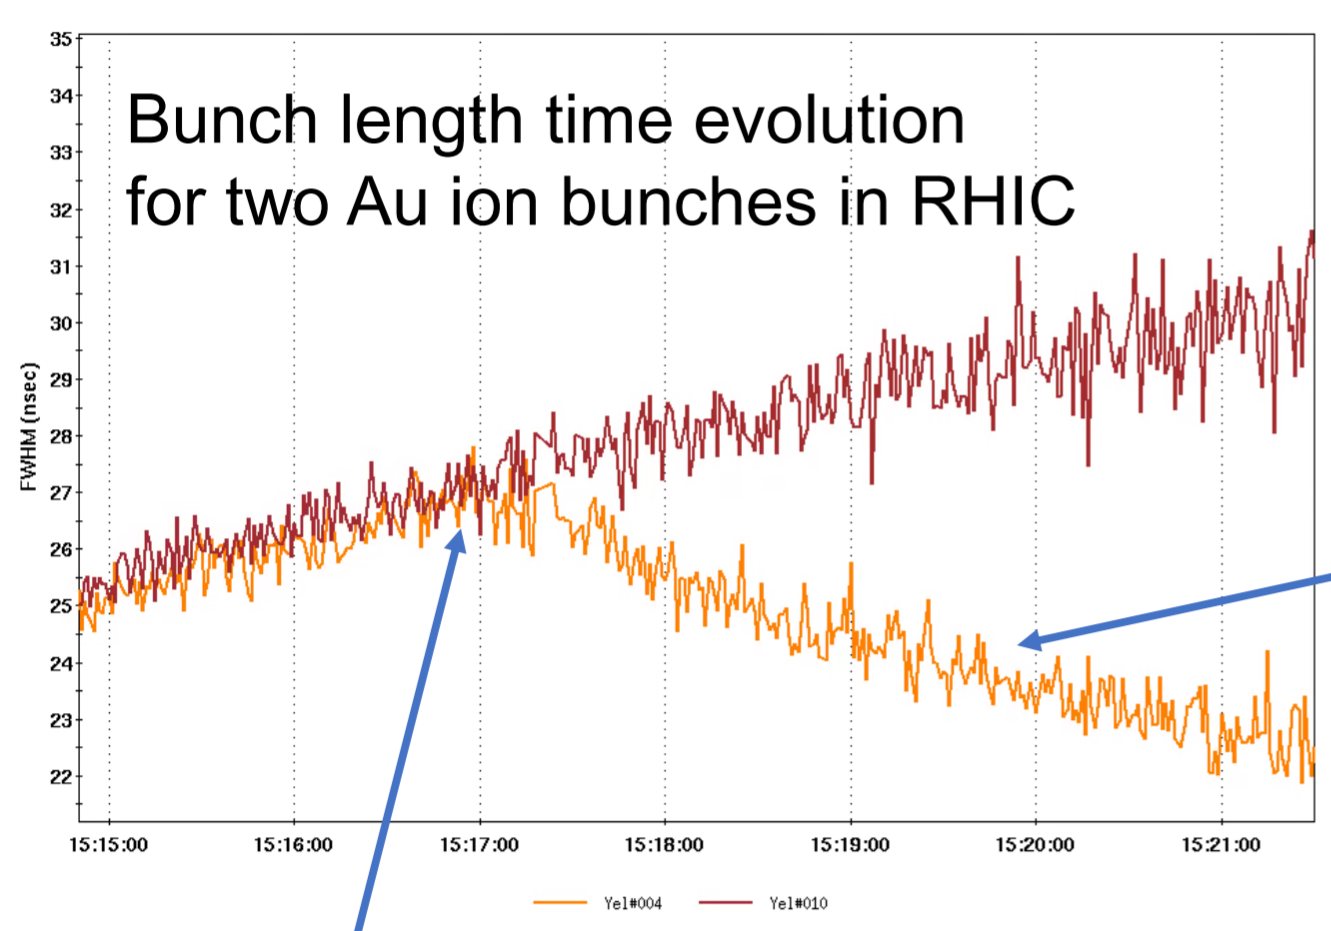 35
34
33
32
31
30
29
28
27
26
25
24
23
22
FWHM (nsec)
Bunch length time evolution
for two Au ion bunches in RHIC
15:15:00 15:16:00 15:17:00 15:18:00 15:19:00 15:20:00 15:21:00
Yel#004 Yel#010